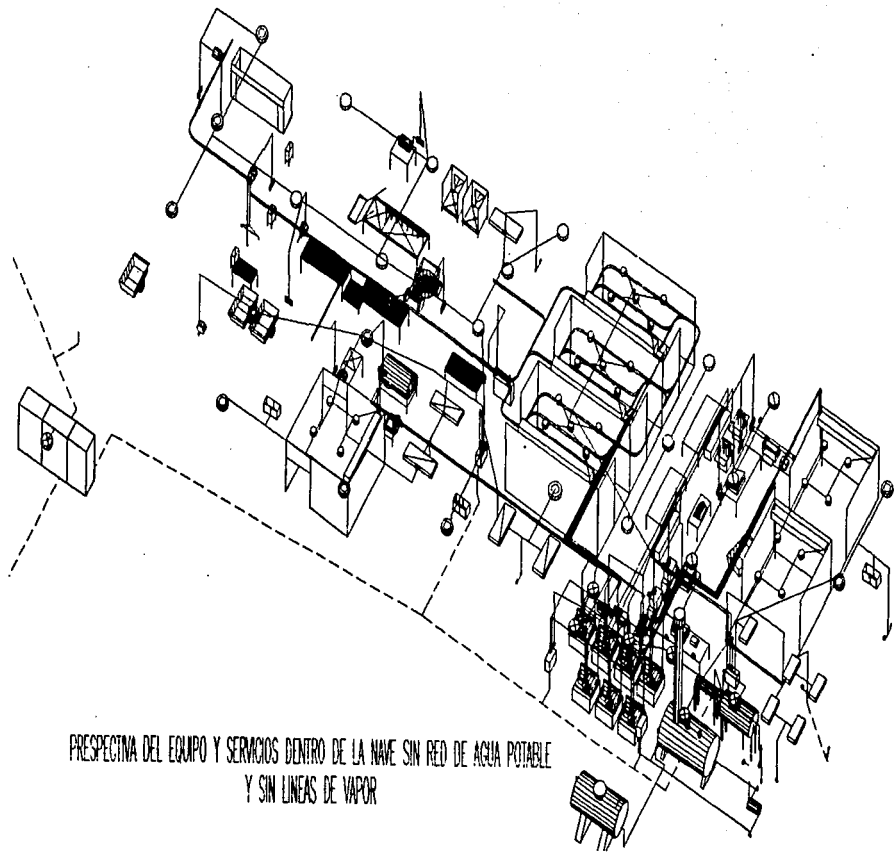 PRESPECTIVA DEL EQUIPO Y SERVICIOS DENTRO DE LA NAVE SIN RED DE AGUA POTABLE
Y SIN LINEAS DE VAPOR